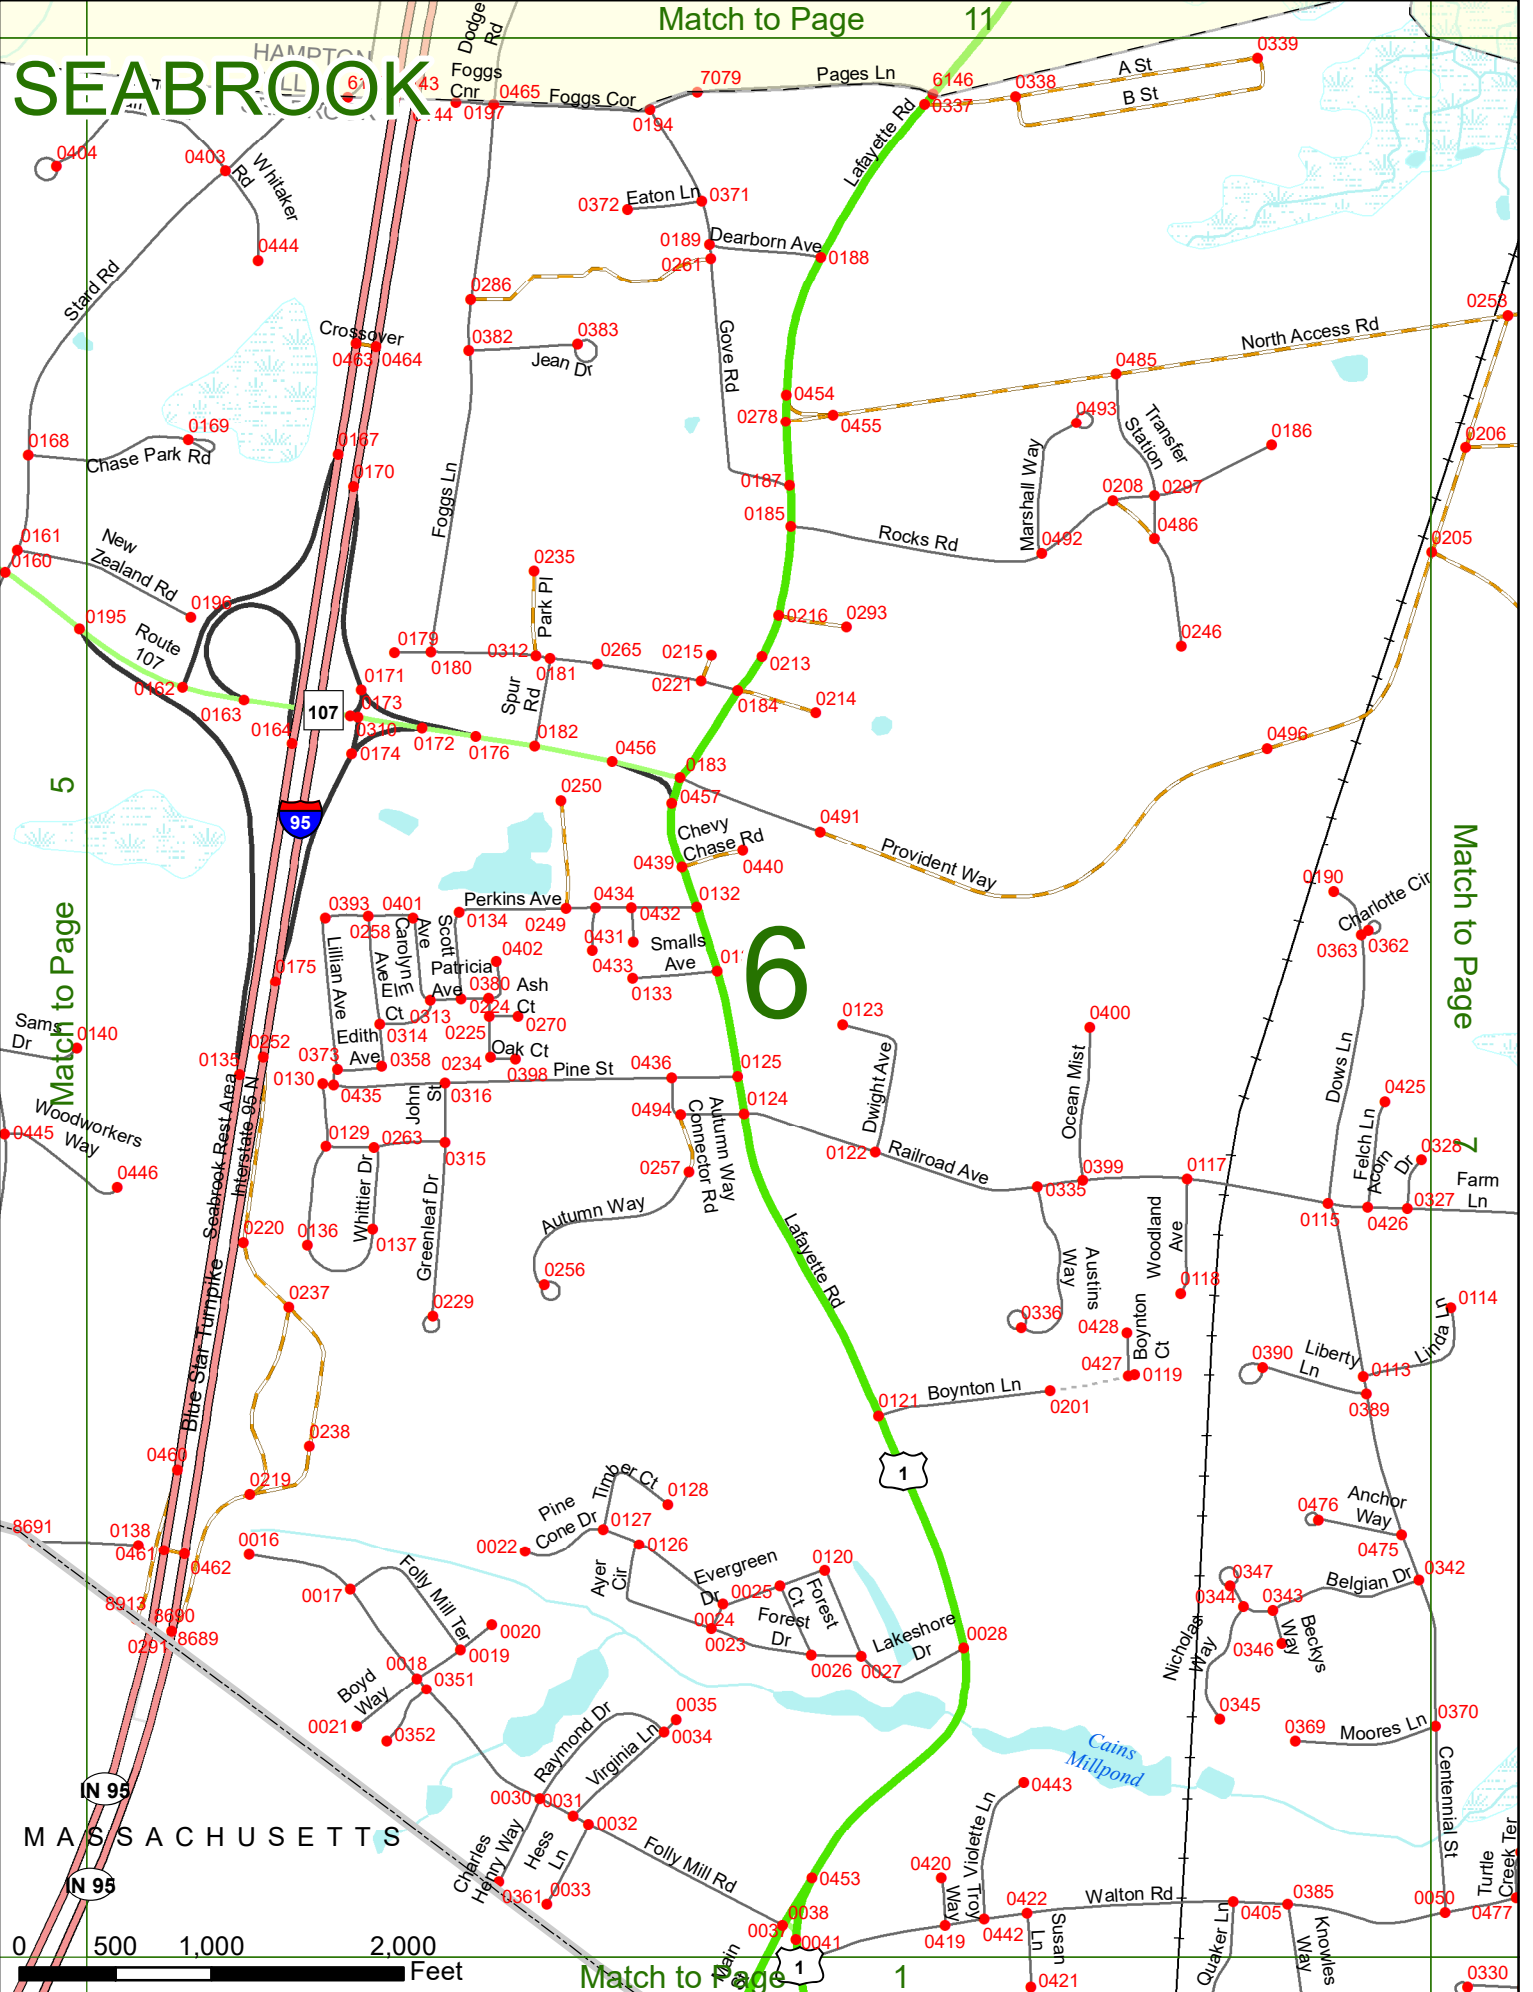 Match to Page 11
SEABROOK
HAMPTON
Dodge
Rd
Foggs
Cnr
0465
Foggs Cor
0197
0194
7079
Pages Ln
6146
0337
0338
A St
B St
0339
Lafayette Rd
0404
0403
Rd
Whitaker
0444
Stard Rd
0372
Eaton Ln
0371
0189
Dearborn Ave
0261
0188
0286
Crossover
0463
0464
0382
Jean Dr
0383
Gove Rd
0454
0278
0455
0485
North Access Rd
0253
0168
Chase Park Rd
0169
0167
0170
Foggs Ln
0187
0185
Rocks Rd
Marshall Way
0493
Transfer
Station
0186
0208
0297
0486
0492
0206
0205
0161
0160
New
Zealand Rd
0196
0195
Route
107
0162
0163
0164
107
0171
0173
0310
0174
0172
0176
0179
0180
0235
Park Pl
0312
0181
0265
0215
0221
0184
0213
0214
0216
0293
0246
Spur
Rd
0182
0456
0183
0457
0496
5
Match to Page
95
0250
Chevy
Chase Rd
0439
0440
0491
Provident Way
6
0393
0401
0258
Lillian Ave
Carolyn
Ave
Elm
Ct
Ave
Scott
Perkins Ave
0134
0249
0434
0432
0132
0431
0433
Smalls
Ave
0133
0402
Patricia
Ave
0380
0224
Ash
Ct
0225
0270
0313
0314
Edith
Ave
0373
0358
0234
Oak Ct
0398
0175
0252
0135
0130
0435
Pine St
John
St
0316
0436
0125
Sams
Dr
0140
Woodworkers
Way
0445
0446
Seabrook Rest Area
Interstate 95 N
Blue Star Turnpike
0129
0263
0315
Whittier Dr
Greenleaf Dr
0136
0137
0229
0494
0124
Connector Rd
Autumn Way
0257
Autumn Way
0256
Lafayette Rd
0123
Dwight Ave
0122
Railroad Ave
0400
Ocean Mist
0399
0335
0117
Woodland
Ave
0118
Austins
Way
0336
0428
0427
0119
Boynton
Ct
0121
Boynton Ln
0201
1
0190
Charlotte Cir
0363
0362
Dows Ln
0425
Felch Ln
Acorn
Dr
0328
0115
0426
0327
Farm
Ln
Match to Page
7
0114
Linda Ln
0390
Liberty
Ln
0113
0389
0220
0237
0238
0219
0460
8691
0138
0461
0462
0016
0017
8913
8690
0291
8689
Folly Mill Ter
0020
0019
0018
0351
Boyd
Way
0021
0352
Pine
Cone Dr
0022
Timber Ct
0128
0127
0126
Ayer
Cir
Evergreen
Dr
0025
0024
0023
0120
Forest
Ct
Forest
Dr
0026
0027
Lakeshore
Dr
0028
0476
Anchor
Way
0475
0342
Belgian Dr
0347
0344
0343
Beckys
Way
0346
Nicholas
Way
0345
0369
Moores Ln
0370
Centennial St
Cains
Millpond
Raymond Dr
Virginia Ln
0035
0034
0030
0031
0032
Charles
Henry Way
Hess
Ln
0361
0033
Folly Mill Rd
0453
0038
0037
0041
Main
1
0443
Violette Ln
Troy
Way
0420
0419
0442
0422
Susan
Ln
0421
Walton Rd
0405
0385
Quaker Ln
Knowles
Way
0050
0477
Turtle
Creek Ter
0330
IN 95
MASSACHUSETTS
IN 95
0 500 1,000 2,000
Feet
Match to Page 1